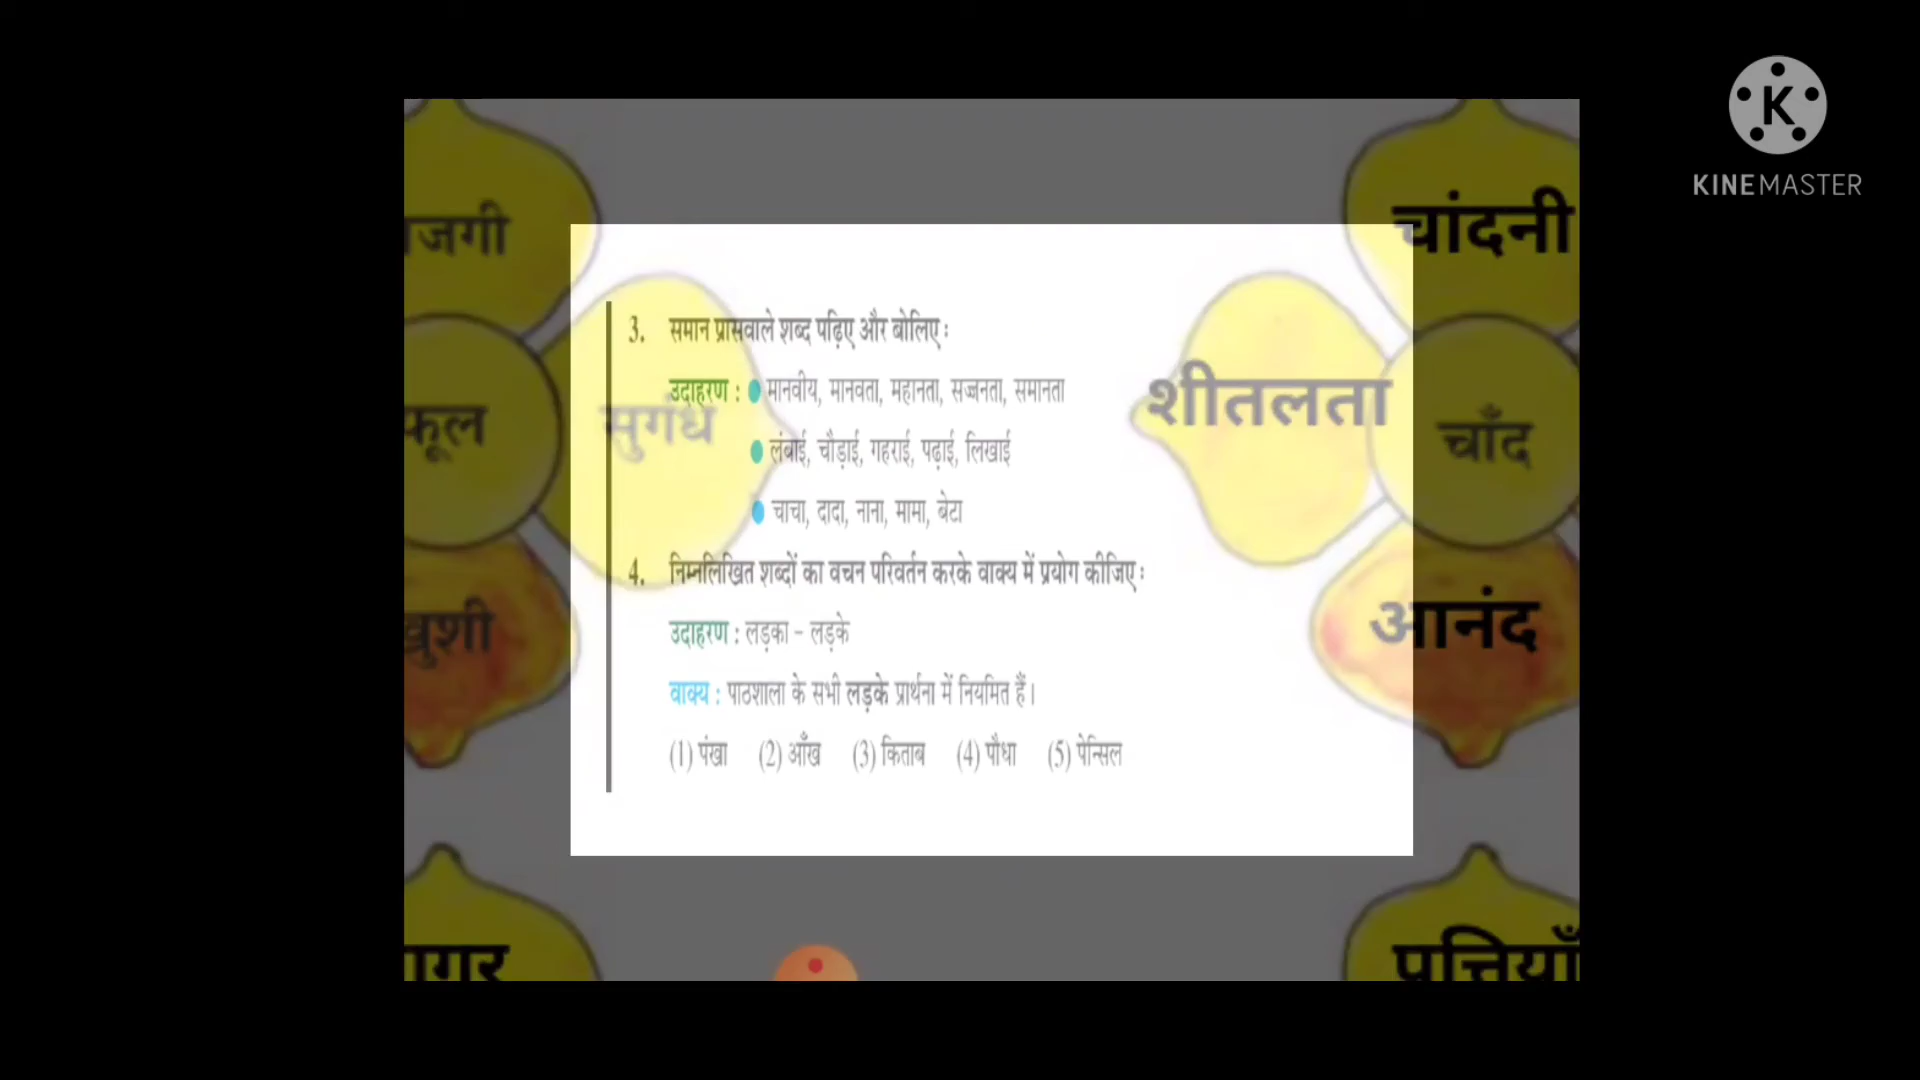 KINEMASTER
चांदनी
3. समान प्रासवाले शब्द पढ़िए और बोलिए :
उदाहरण : ● मानवीय, मानवता, महानता, सज्जनता, समानता
शीतलता
फूल
सुगंध
चाँद
● लंबाई, चौड़ाई, गहराई, पढ़ाई, लिखाई
● चाचा, दादा, नाना, मामा, बेटा
4. निम्नलिखित शब्दों का वचन परिवर्तन करके वाक्य में प्रयोग कीजिए :
उदाहरण : लड़का - लड़के
खुशी
आनंद
वाक्य : पाठशाला के सभी लड़के प्रार्थना में नियमित हैं।
(1) पंखा (2) आँख (3) किताब (4) पौधा (5) पेन्सिल
पत्तियाँ